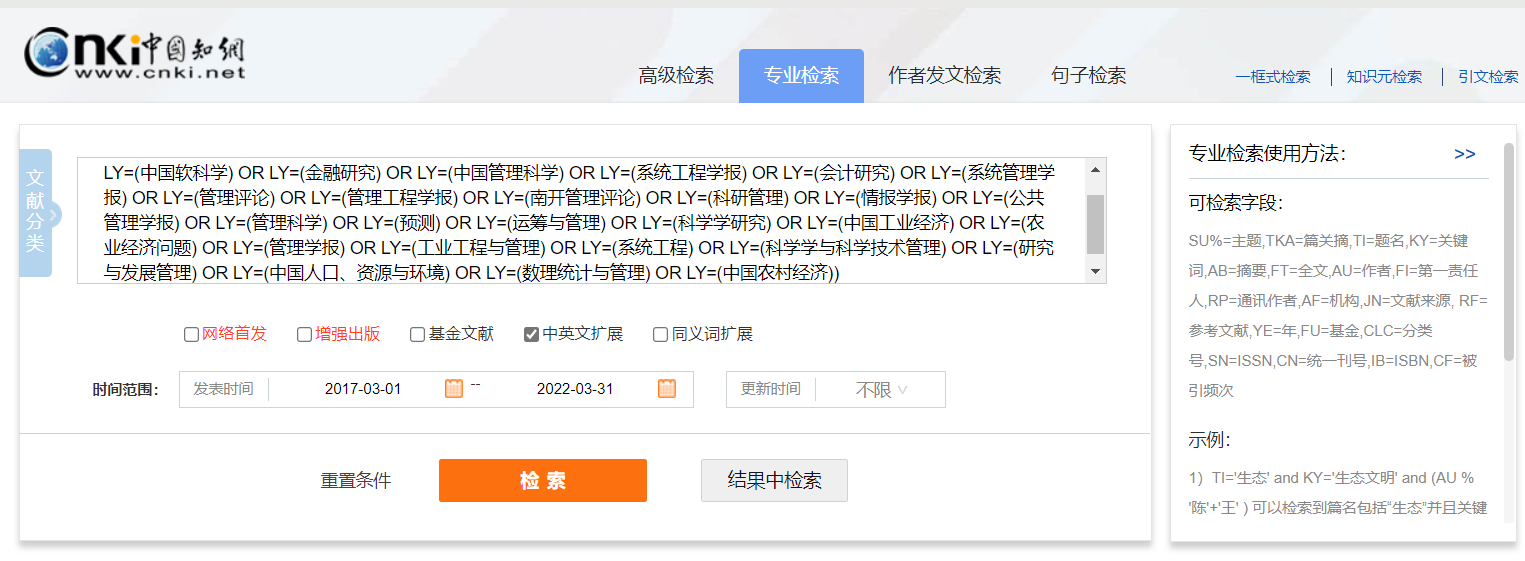 Cnki中国知网
www.cnki.net
高级检索
专业检索
作者发文检索
句子检索
一框式检索
知识元检索
引文检索
文献分类
LY=(中国软科学) OR LY=(金融研究) OR LY=(中国管理科学) OR LY=(系统工程学报) OR LY=(会计研究) OR LY=(系统管理学
报) OR LY=(管理评论) OR LY=(管理工程学报) OR LY=(南开管理评论) OR LY=(科研管理) OR LY=(情报学报) OR LY=(公共
管理学报) OR LY=(管理科学) OR LY=(预测) OR LY=(运筹与管理) OR LY=(科学学研究) OR LY=(中国工业经济) OR LY=(农
业经济问题) OR LY=(管理学报) OR LY=(工业工程与管理) OR LY=(系统工程) OR LY=(科学学与科学技术管理) OR LY=(研究
与发展管理) OR LY=(中国人口、资源与环境) OR LY=(数理统计与管理) OR LY=(中国农村经济))
网络首发
增强出版
基金文献
中英文扩展
同义词扩展
时间范围：
发表时间
2017-03-01
--
2022-03-31
更新时间
不限
重置条件
检索
结果中检索
专业检索使用方法：
>>
可检索字段：
SU%=主题,TKA=篇关摘,TI=题名,KY=关键
词,AB=摘要,FT=全文,AU=作者,FI=第一责任
人,RP=通讯作者,AF=机构,JN=文献来源, RF=
参考文献,YE=年,FU=基金,CLC=分类
号,SN=ISSN,CN=统一刊号,IB=ISBN,CF=被
引频次
示例：
1）TI='生态' and KY='生态文明' and (AU %
'陈'+'王' ) 可以检索到篇名包括“生态”并且关键